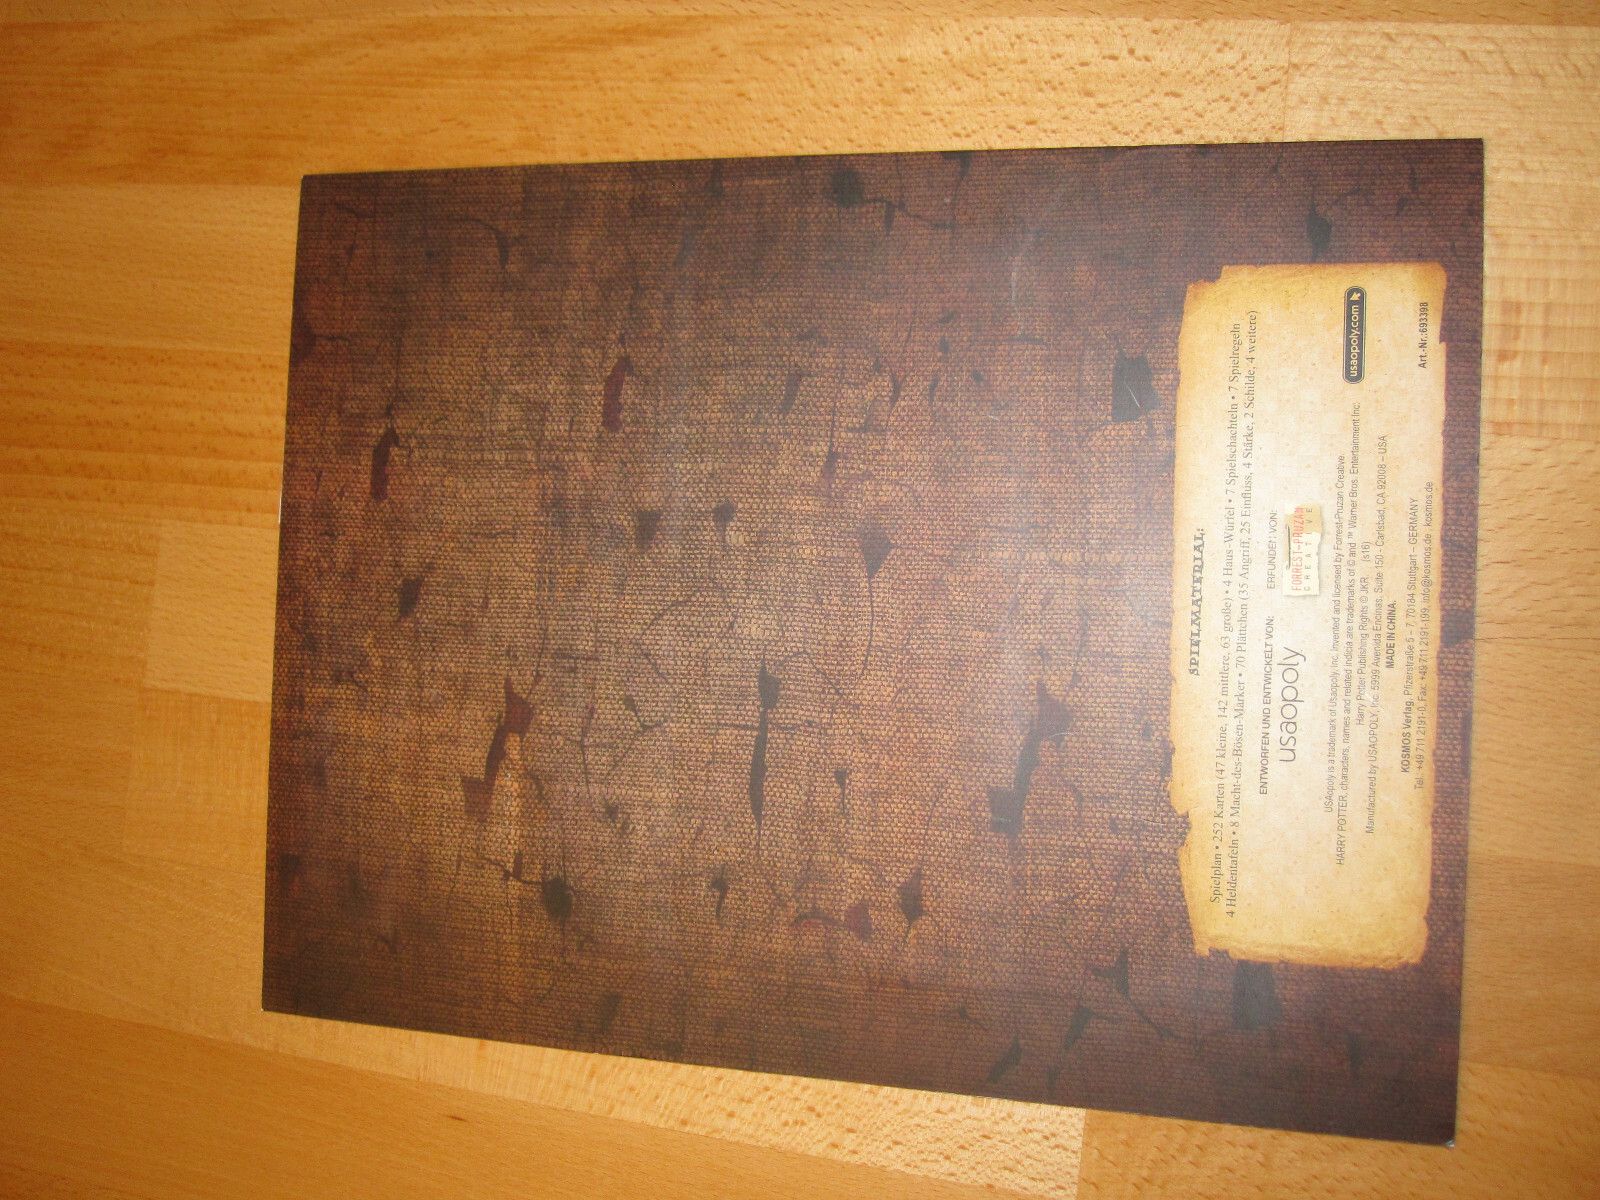 SPIELMATERIAL:
Spielplan • 252 Karten (47 kleine, 142 mittlere, 63 große) • 4 Haus-Würfel • 7 Spielschachteln • 7 Spielregeln
4 Heldentafeln • 8 Macht-des-Bösen-Marker • 70 Plättchen (35 Angriff, 25 Einfluss, 4 Stärke, 2 Schilde, 4 weitere)
ENTWORFEN UND ENTWICKELT VON:
usaopoly
ERFUNDEN VON:
FORREST-PRUZAN
CREATIVE
USAopoly is a trademark of Usaopoly, Inc. Invented and licensed by Forrest-Pruzan Creative.
HARRY POTTER, characters, names and related indicia are trademarks of © and ™ Warner Bros. Entertainment Inc.
Harry Potter Publishing Rights © JKR. (s16)
Manufactured by USAOPOLY, Inc. 5999 Avenida Encinas, Suite 150 - Carlsbad, CA 92008 – USA
MADE IN CHINA.
KOSMOS Verlag, Pfizerstraße 5 – 7, 70184 Stuttgart – GERMANY
Tel.: +49 711 2191-0, Fax: +49 711 2191-199, info@kosmos.de kosmos.de
usaopoly.com
Art.-Nr.:693398